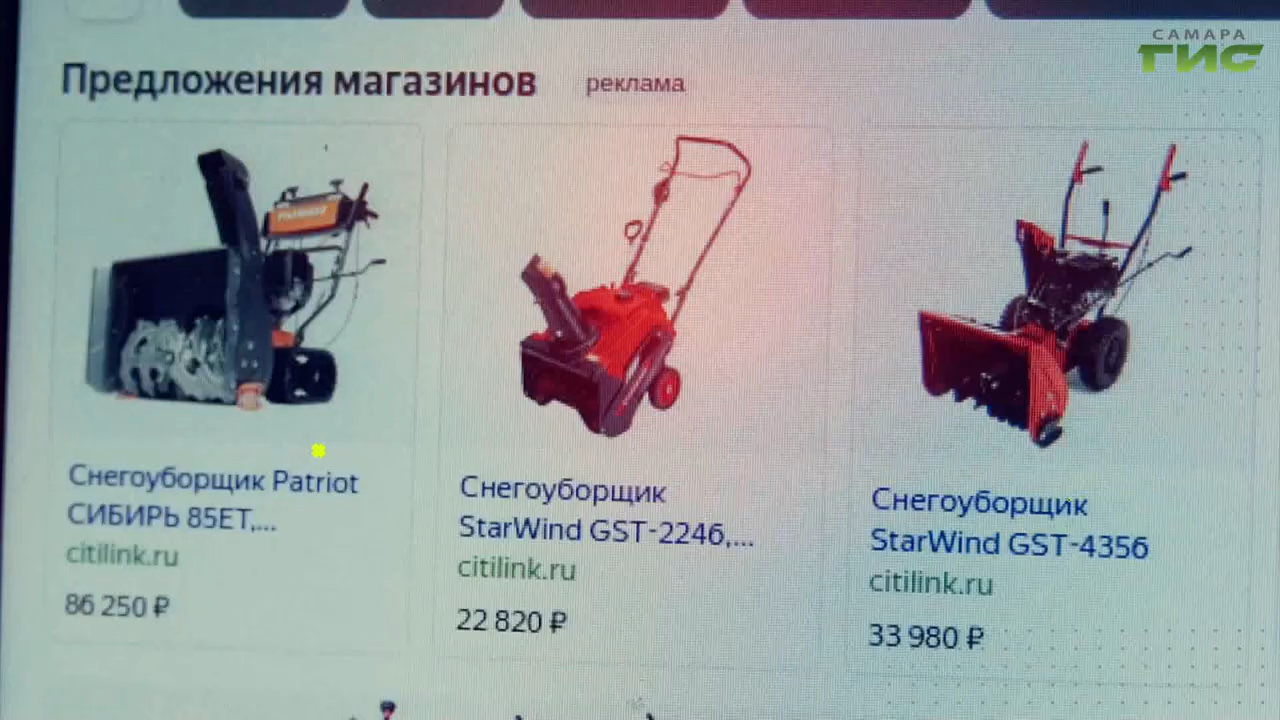 САМАРА
ГИС
Предложения магазинов реклама
PATRIOT
Снегоуборщик Patriot
СИБИРЬ 85ЕТ,...
citilink.ru
86 250 ₽
Снегоуборщик
StarWind GST-2246,...
citilink.ru
22 820 ₽
Снегоуборщик
StarWind GST-4356
citilink.ru
33 980 ₽